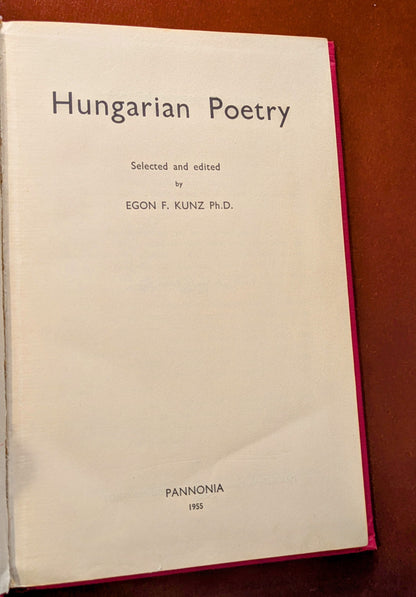 Hungarian Poetry
Selected and edited
by
EGON F. KUNZ Ph.D.
PANNONIA
1955